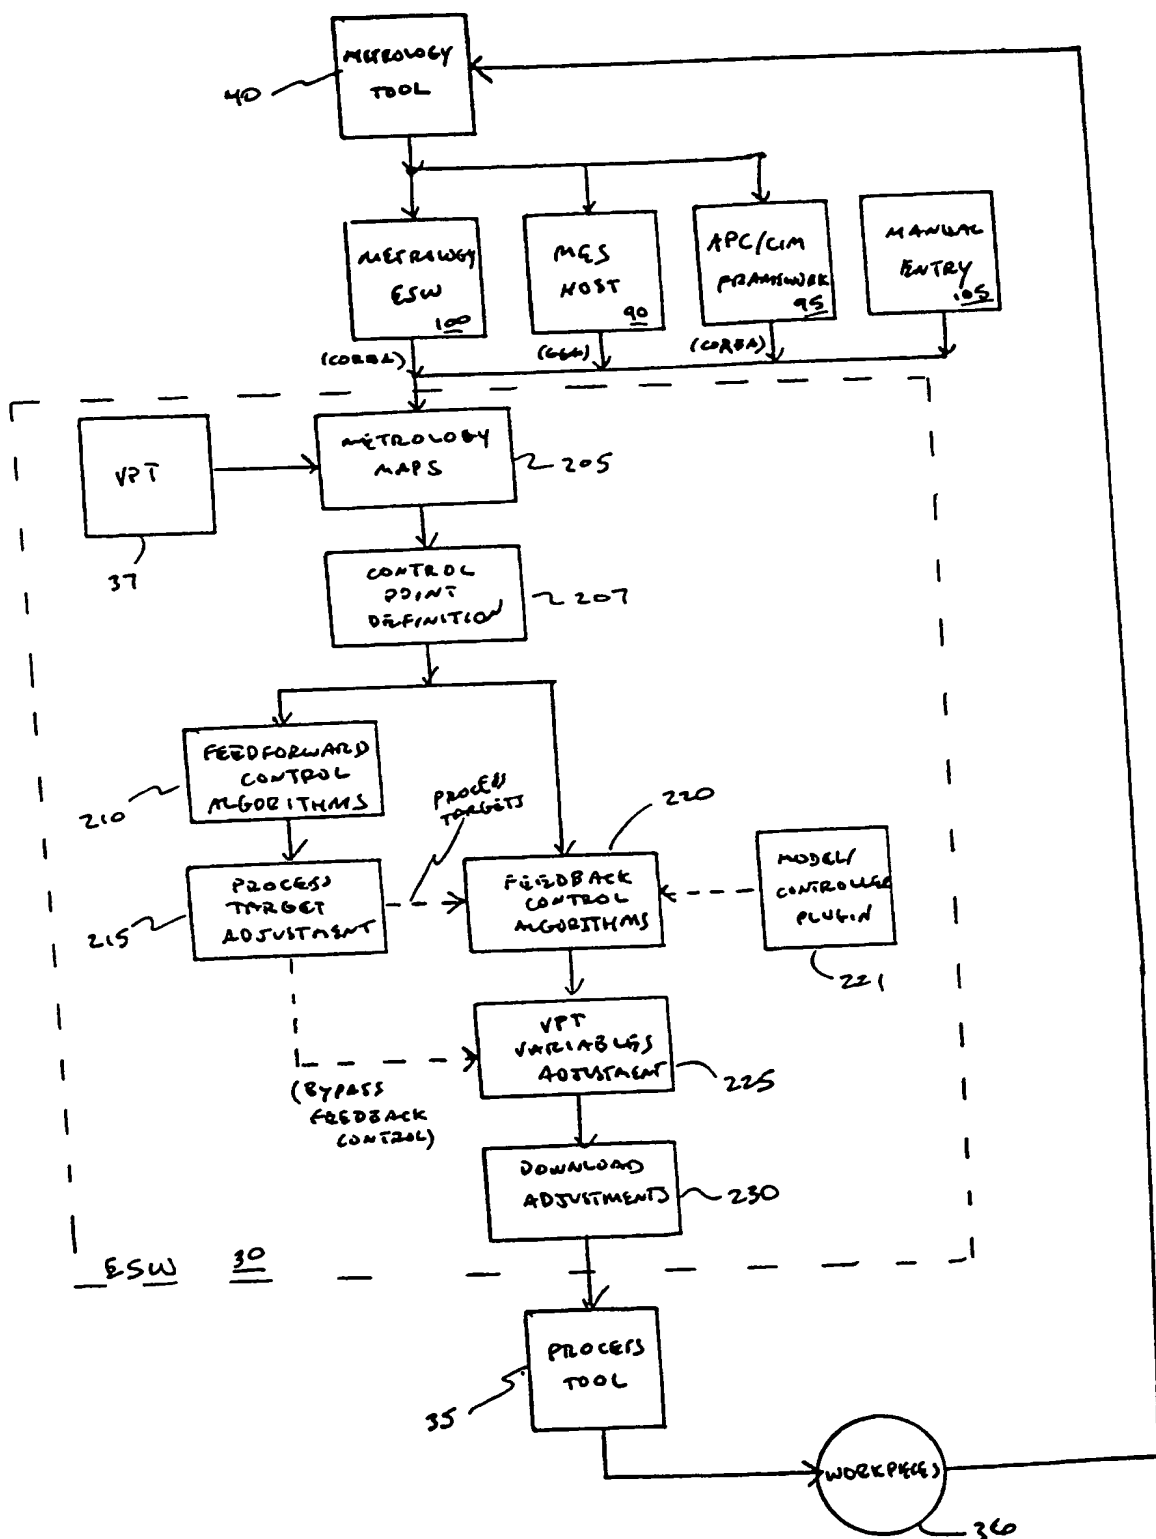 METROLOGY
TOOL
40
METROLOGY
ESW
100
MES
HOST
90
APC/CIM
FRAMEWORK
95
MANUAL
ENTRY
105
(CORBA)
(GEM)
(CORBA)
VPT
37
METROLOGY
MAPS
205
CONTROL
POINT
DEFINITION
207
FEEDFORWARD
CONTROL
ALGORITHMS
210
PROCESS
TARGETS
220
PROCESS
TARGET
ADJUSTMENT
215
FEEDBACK
CONTROL
ALGORITHMS
MODEL/
CONTROLLER
PLUGIN
221
VPT
VARIABLES
ADJUSTMENT
225
(BYPASS
FEEDBACK
CONTROL)
DOWNLOAD
ADJUSTMENTS
230
ESW 30
PROCESS
TOOL
35
WORKPIECES
36